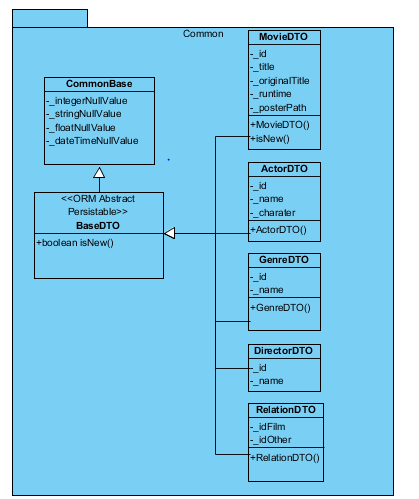 Common
CommonBase
-_integerNullValue
-_stringNullValue
-_floatNullValue
-_dateTimeNullValue
<<ORM Abstract
Persistable>>
BaseDTO
+boolean isNew()
MovieDTO
-_id
-_title
-_originalTitle
-_runtime
-_posterPath
+MovieDTO()
+isNew()
ActorDTO
-_id
-_name
-_charater
+ActorDTO()
GenreDTO
-_id
-_name
+GenreDTO()
DirectorDTO
-_id
-_name
RelationDTO
-_idFilm
-_idOther
+RelationDTO()